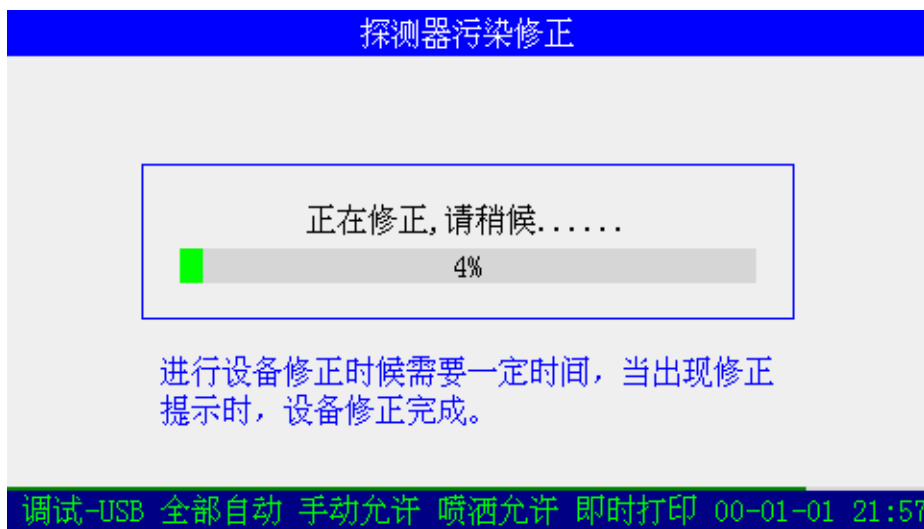 探测器污染修正
正在修正,请稍候......
4%
进行设备修正时候需要一定时间，当出现修正
提示时，设备修正完成。
调试-USB 全部自动 手动允许 喷洒允许 即时打印 00-01-01 21:57